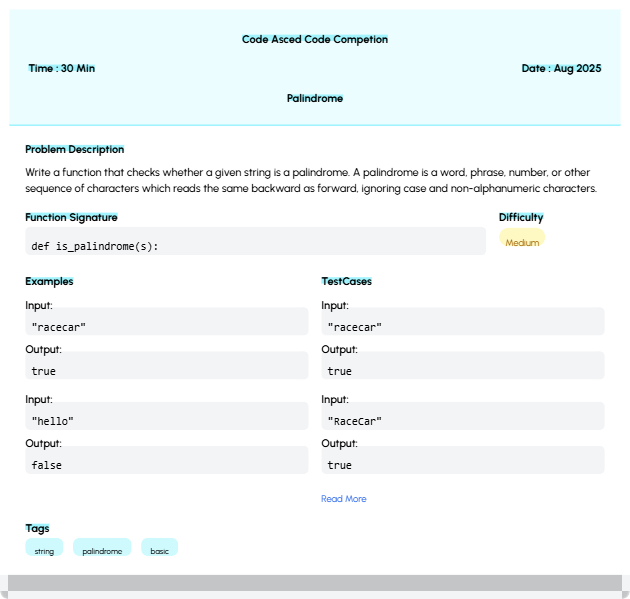 Code Asced Code Competion
Time : 30 Min
Date : Aug 2025
Palindrome
Problem Description
Write a function that checks whether a given string is a palindrome. A palindrome is a word, phrase, number, or other
sequence of characters which reads the same backward as forward, ignoring case and non-alphanumeric characters.
Function Signature
Difficulty
def is_palindrome(s):
Medium
Examples
Input:
"racecar"
Output:
true
Input:
"hello"
Output:
false
TestCases
Input:
"racecar"
Output:
true
Input:
"RaceCar"
Output:
true
Read More
Tags
string palindrome basic